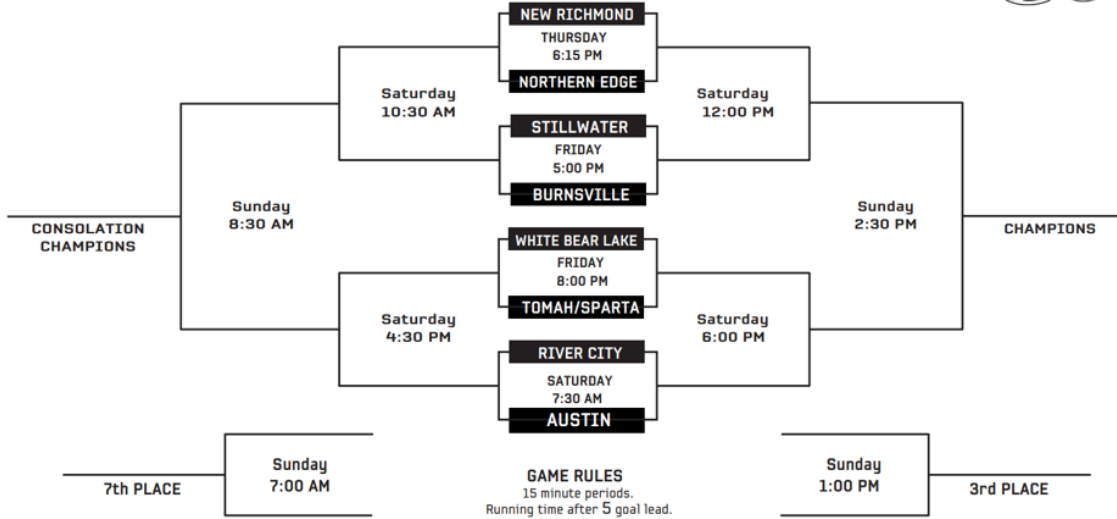 NEW RICHMOND
THURSDAY
6:15 PM
NORTHERN EDGE
Saturday
10:30 AM
Saturday
12:00 PM
STILLWATER
FRIDAY
5:00 PM
BURNSVILLE
Sunday
8:30 AM
Sunday
2:30 PM
CONSOLATION
CHAMPIONS
CHAMPIONS
WHITE BEAR LAKE
FRIDAY
8:00 PM
TOMAH/SPARTA
Saturday
4:30 PM
Saturday
6:00 PM
RIVER CITY
SATURDAY
7:30 AM
AUSTIN
Sunday
7:00 AM
7th PLACE
GAME RULES
15 minute periods.
Running time after 5 goal lead.
Sunday
1:00 PM
3rd PLACE